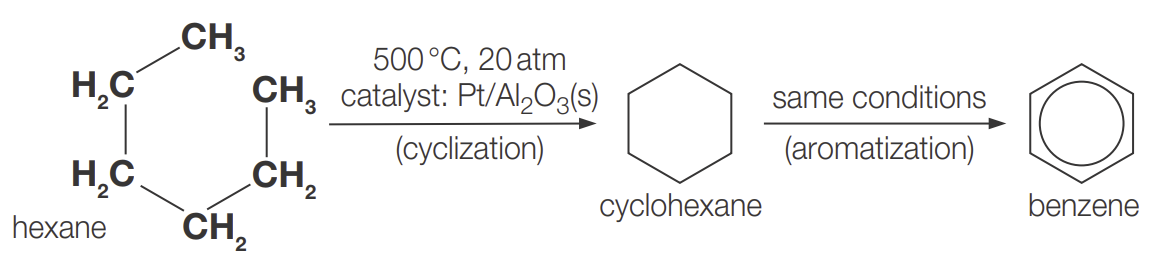 CH₃
H₂C
CH₃
H₂C
CH₂
CH₂
hexane
500 °C, 20 atm
catalyst: Pt/Al₂O₃(s)
(cyclization)
cyclohexane
same conditions
(aromatization)
benzene